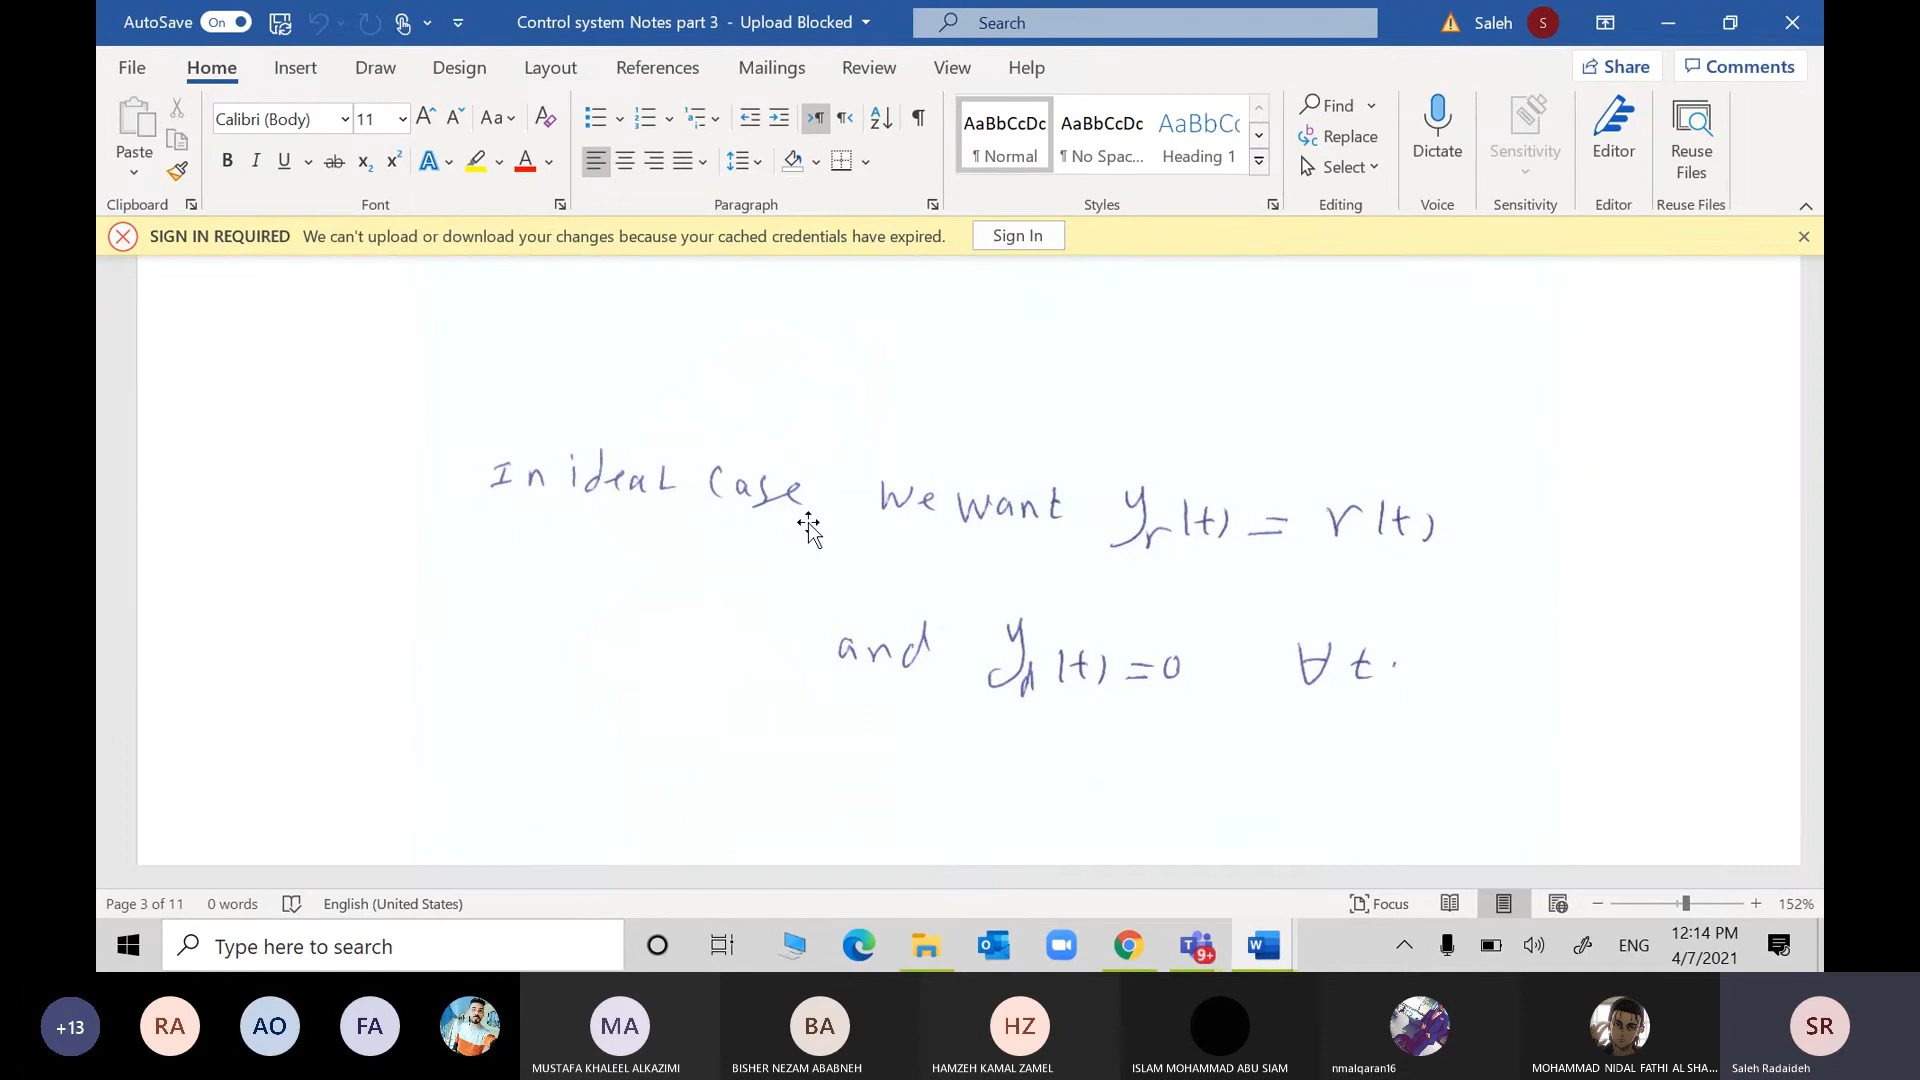 AutoSave On Control system Notes part 3 - Upload Blocked Search Saleh S
File Home Insert Draw Design Layout References Mailings Review View Help Share Comments
Paste Calibri (Body) 11 AaBbCcDc AaBbCcDc AaBbCc Find Replace Select Dictate Sensitivity Editor Reuse Files
¶ Normal ¶ No Spac... Heading 1
Clipboard Font Paragraph Styles Editing Voice Sensitivity Editor Reuse Files
SIGN IN REQUIRED We can't upload or download your changes because your cached credentials have expired. Sign In
In ideal Case We want y_r(t) = r(t)
and y_d(t) = 0 ∀ t.
Page 3 of 11 0 words English (United States) Focus 152%
Type here to search 9+ ENG 12:14 PM
4/7/2021
+13 RA AO FA MA BA HZ SR
MUSTAFA KHALEEL ALKAZIMI BISHER NEZAM ABABNEH HAMZEH KAMAL ZAMEL ISLAM MOHAMMAD ABU SIAM nmalqaran16 MOHAMMAD NIDAL FATHI AL SHA... Saleh Radaideh